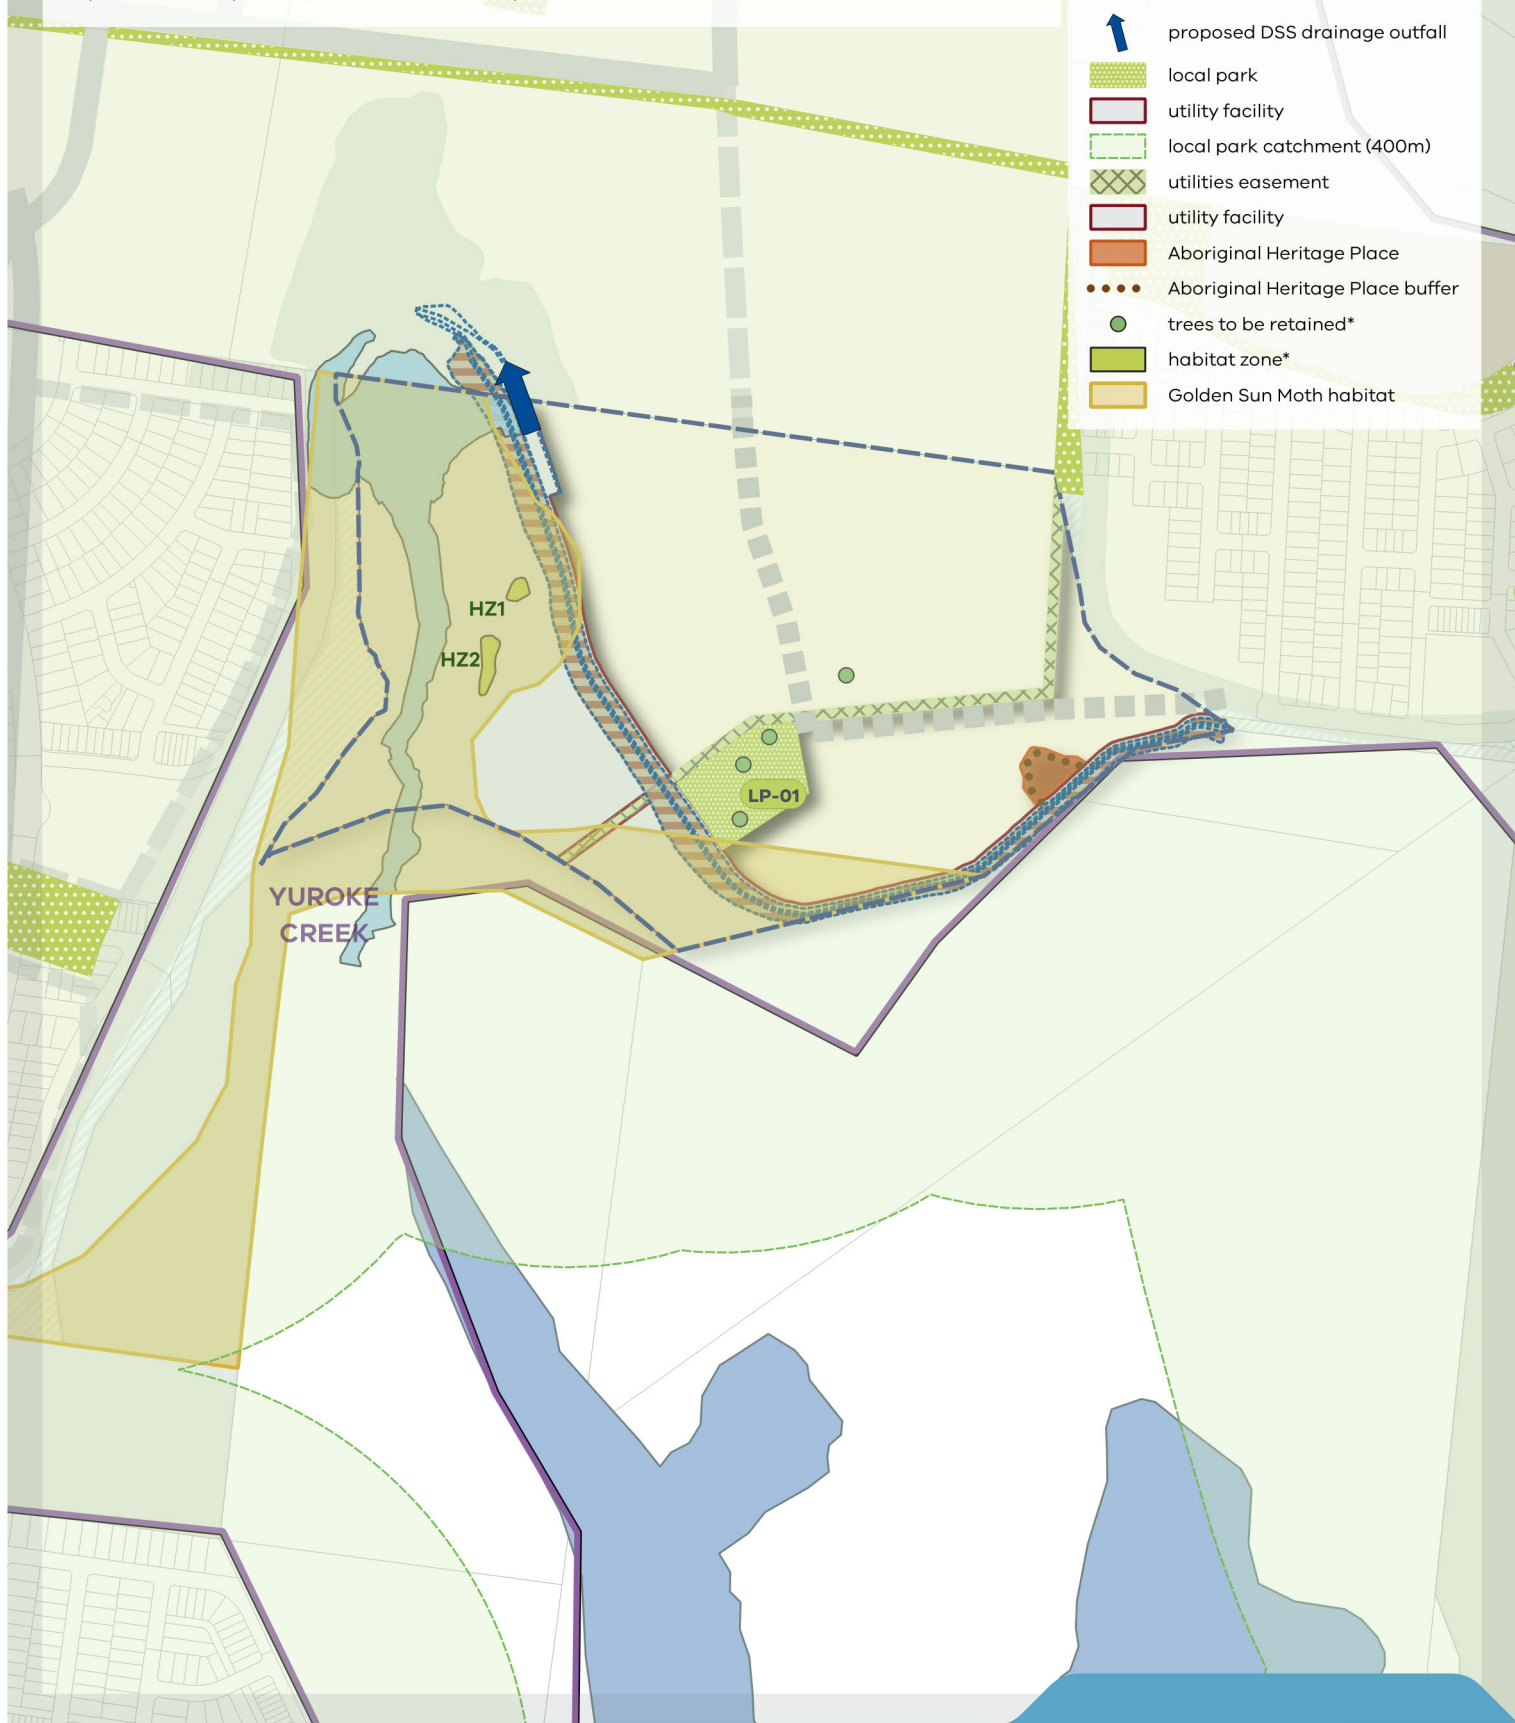 proposed DSS drainage outfall
local park
utility facility
local park catchment (400m)
utilities easement
utility facility
Aboriginal Heritage Place
Aboriginal Heritage Place buffer
trees to be retained*
habitat zone*
Golden Sun Moth habitat
HZ1
HZ2
LP-01
YUROKE
CREEK